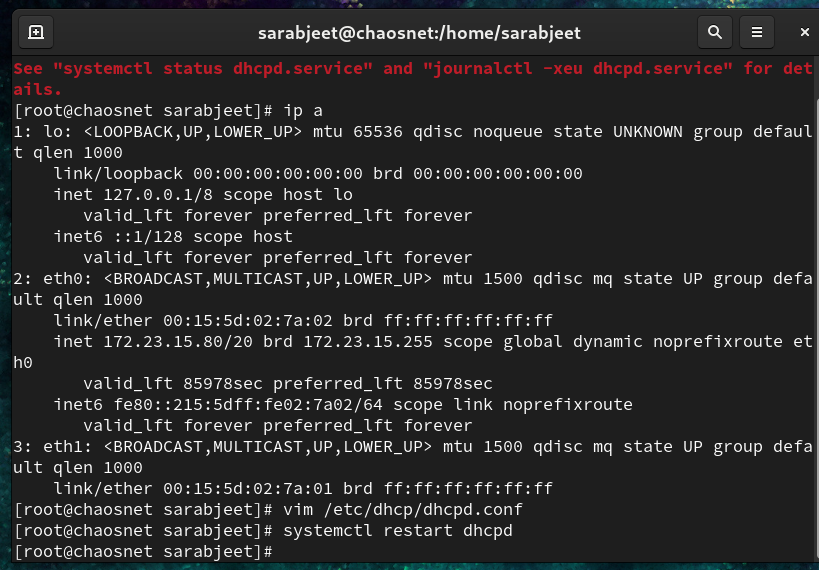 sarabjeet@chaosnet:/home/sarabjeet
See "systemctl status dhcpd.service" and "journalctl -xeu dhcpd.service" for det
ails.
[root@chaosnet sarabjeet]# ip a
1: lo: <LOOPBACK,UP,LOWER_UP> mtu 65536 qdisc noqueue state UNKNOWN group defaul
t qlen 1000
    link/loopback 00:00:00:00:00:00 brd 00:00:00:00:00:00
    inet 127.0.0.1/8 scope host lo
       valid_lft forever preferred_lft forever
    inet6 ::1/128 scope host
       valid_lft forever preferred_lft forever
2: eth0: <BROADCAST,MULTICAST,UP,LOWER_UP> mtu 1500 qdisc mq state UP group defa
ult qlen 1000
    link/ether 00:15:5d:02:7a:02 brd ff:ff:ff:ff:ff:ff
    inet 172.23.15.80/20 brd 172.23.15.255 scope global dynamic noprefixroute et
h0
       valid_lft 85978sec preferred_lft 85978sec
    inet6 fe80::215:5dff:fe02:7a02/64 scope link noprefixroute
       valid_lft forever preferred_lft forever
3: eth1: <BROADCAST,MULTICAST,UP,LOWER_UP> mtu 1500 qdisc mq state UP group defa
ult qlen 1000
    link/ether 00:15:5d:02:7a:01 brd ff:ff:ff:ff:ff:ff
[root@chaosnet sarabjeet]# vim /etc/dhcp/dhcpd.conf
[root@chaosnet sarabjeet]# systemctl restart dhcpd
[root@chaosnet sarabjeet]#